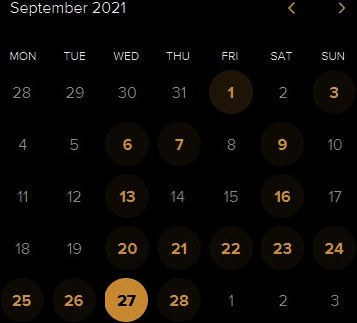 September 2021
MON TUE WED THU FRI SAT SUN
28 29 30 31 1 2 3
4 5 6 7 8 9 10
11 12 13 14 15 16 17
18 19 20 21 22 23 24
25 26 27 28 1 2 3